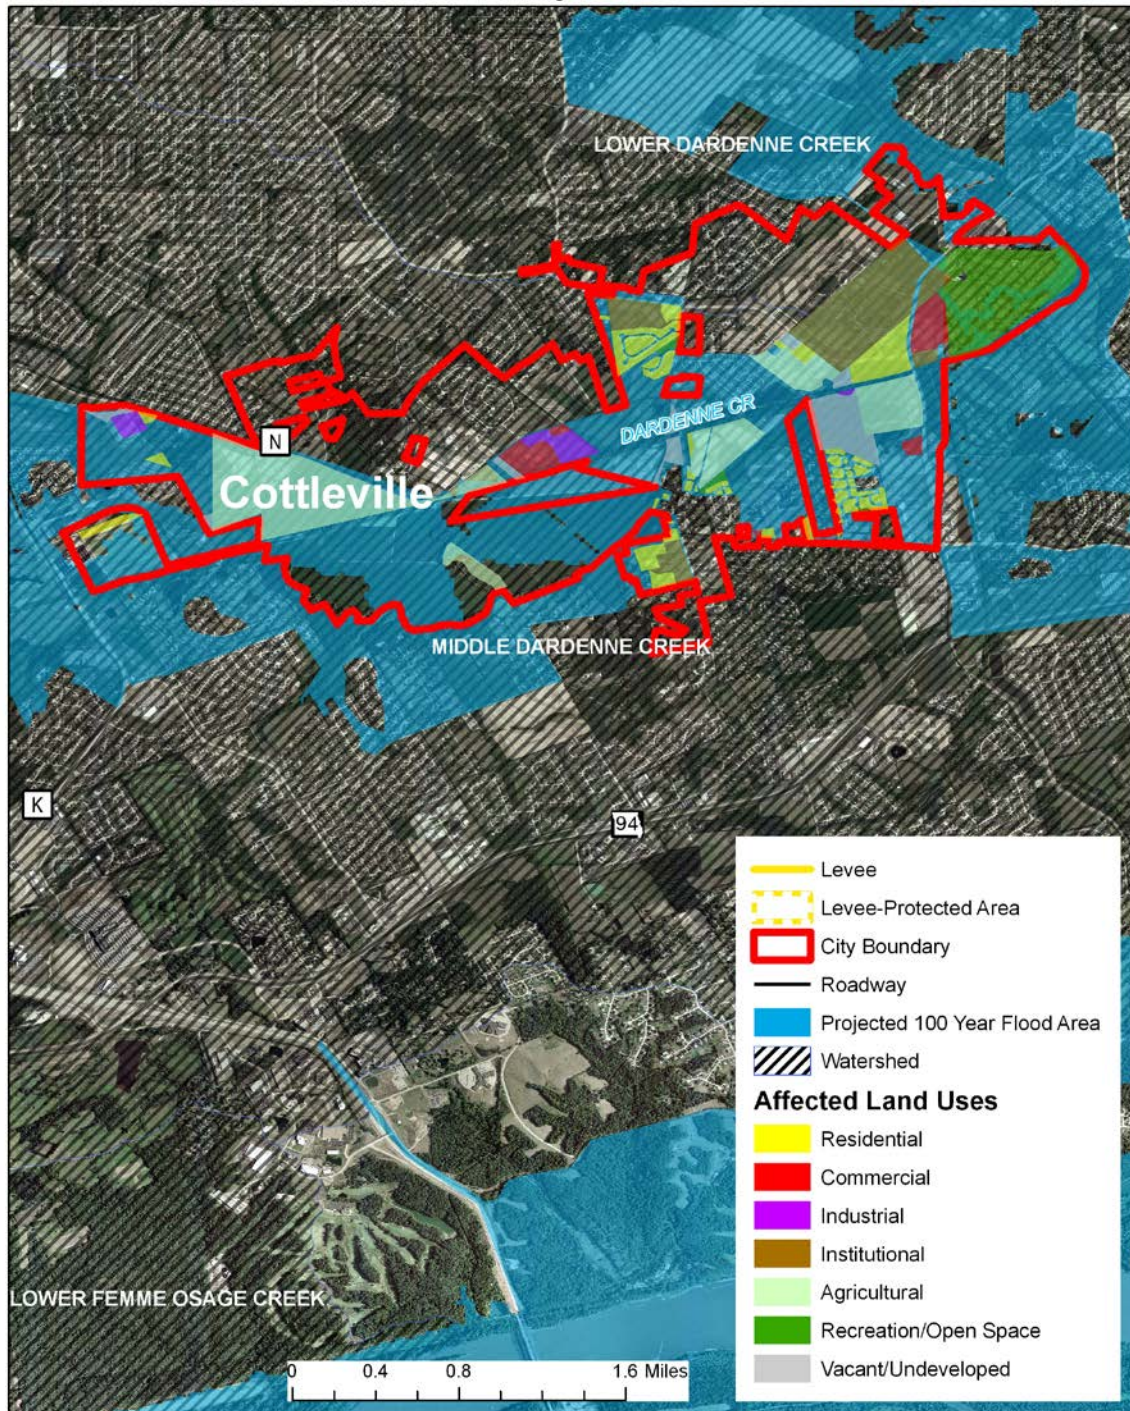 LOWER DARDENNE CREEK
DARDENNE CR
N
Cottleville
MIDDLE DARDENNE CREEK
K
94
Levee
Levee-Protected Area
City Boundary
Roadway
Projected 100 Year Flood Area
Watershed
Affected Land Uses
Residential
Commercial
Industrial
Institutional
Agricultural
Recreation/Open Space
Vacant/Undeveloped
LOWER FEMME OSAGE CREEK
0 0.4 0.8 1.6 Miles